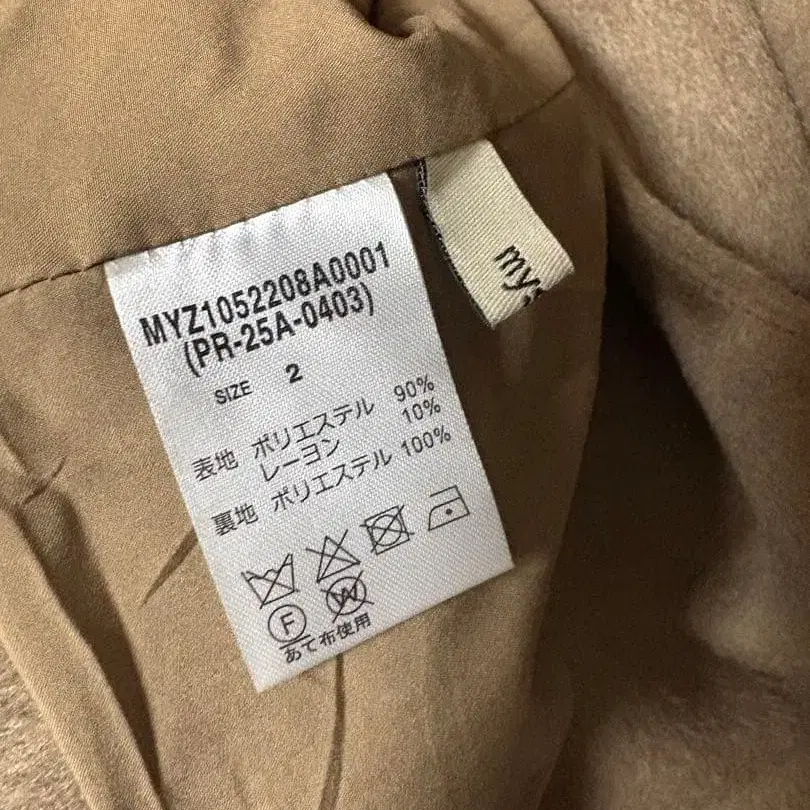 MYZ1052208A0001
(PR-25A-0403)
SIZE 2
表地 ポリエステル 90%
レーヨン 10%
裏地 ポリエステル 100%
F
W
あて布使用